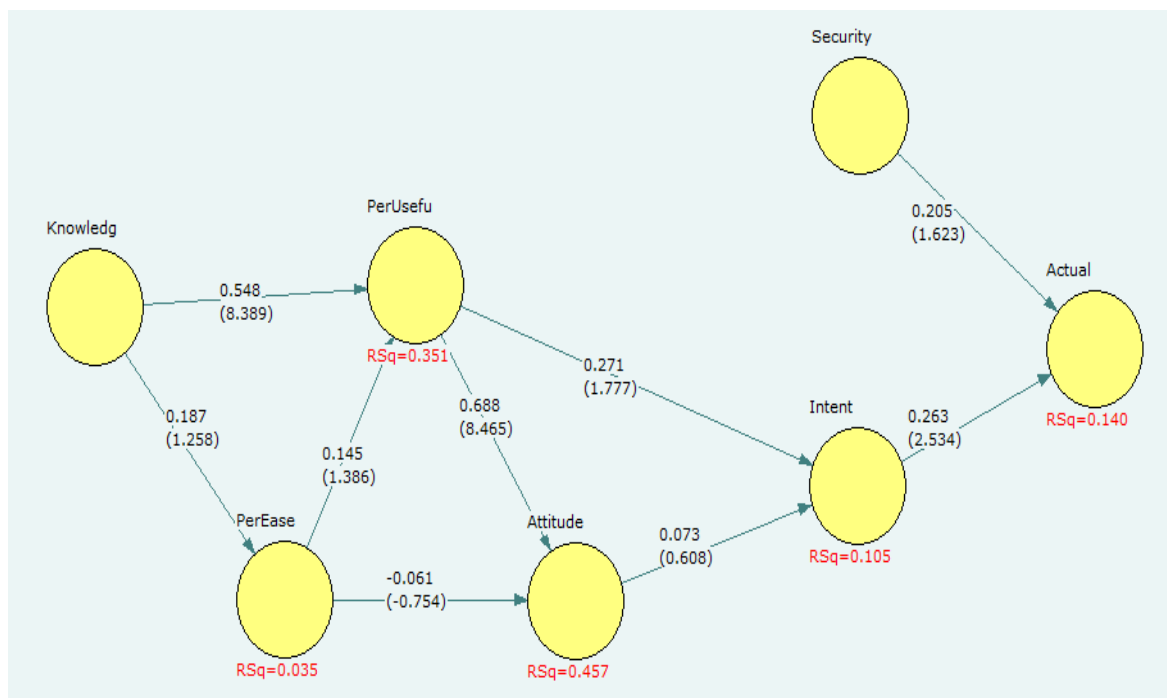 Security
0.205
(1.623)
PerUsefu
Knowledg
Actual
0.548
(8.389)
RSq=0.351
0.271
(1.777)
0.688
(8.465)
Intent
RSq=0.140
0.187
(1.258)
0.145
(1.386)
0.263
(2.534)
PerEase
Attitude
0.073
(0.608)
RSq=0.105
-0.061
(-0.754)
RSq=0.035
RSq=0.457